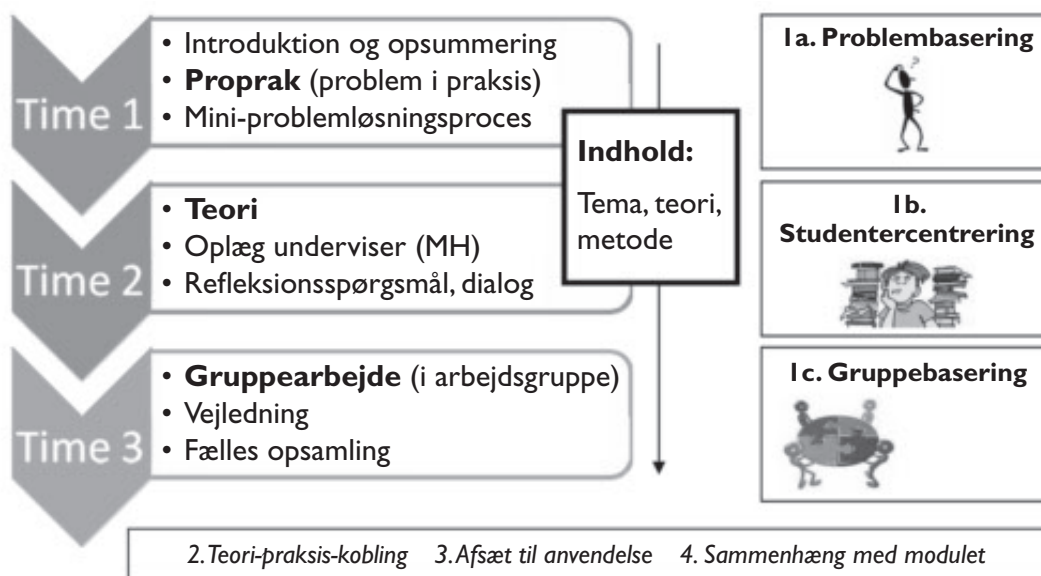 Time 1
• Introduktion og opsummering
• Proprak (problem i praksis)
• Mini-problemløsningsproces
Time 2
• Teori
• Oplæg underviser (MH)
• Refleksionsspørgsmål, dialog
Time 3
• Gruppearbejde (i arbejdsgruppe)
• Vejledning
• Fælles opsamling
Indhold:
Tema, teori,
metode
1a. Problembasering
?
1b.
Studentercentrering
1c. Gruppebasering
2. Teori-praksis-kobling 3. Afsæt til anvendelse 4. Sammenhæng med modulet